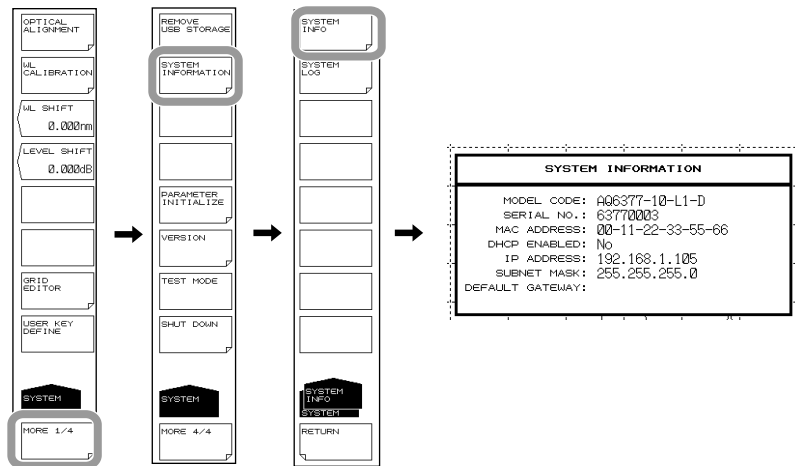 OPTICAL
ALIGNMENT
WL
CALIBRATION
WL SHIFT
0.000nm
LEVEL SHIFT
0.000dB
GRID
EDITOR
USER KEY
DEFINE
SYSTEM
MORE 1/4
REMOVE
USB STORAGE
SYSTEM
INFORMATION
PARAMETER
INITIALIZE
VERSION
TEST MODE
SHUT DOWN
SYSTEM
MORE 4/4
SYSTEM
INFO
SYSTEM
LOG
SYSTEM
INFO
SYSTEM
RETURN
SYSTEM INFORMATION
MODEL CODE: AQ6377-10-L1-D
SERIAL NO.: 63770003
MAC ADDRESS: 00-11-22-33-55-66
DHCP ENABLED: No
IP ADDRESS: 192.168.1.105
SUBNET MASK: 255.255.255.0
DEFAULT GATEWAY: